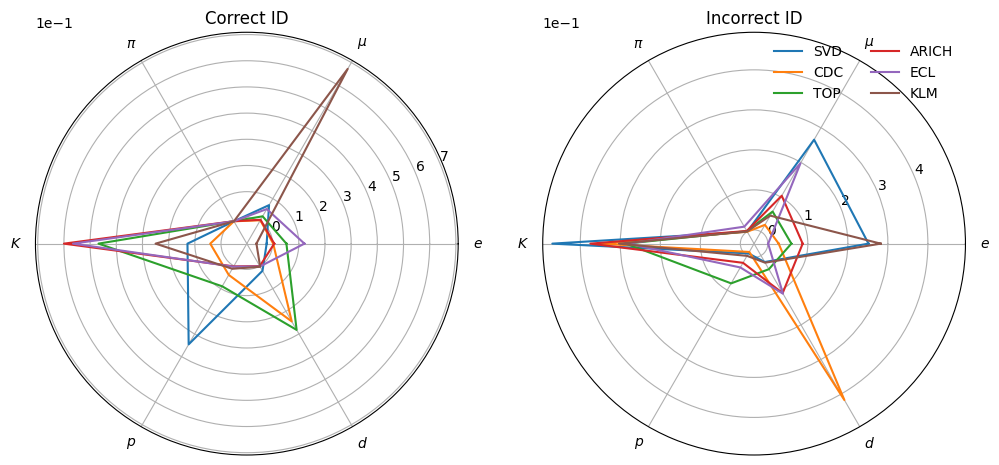 Correct ID
1e−1
e
μ
π
K
p
d
0
1
2
3
4
5
6
7
Incorrect ID
1e−1
e
μ
π
K
p
d
0
1
2
3
4
SVD
CDC
TOP
ARICH
ECL
KLM